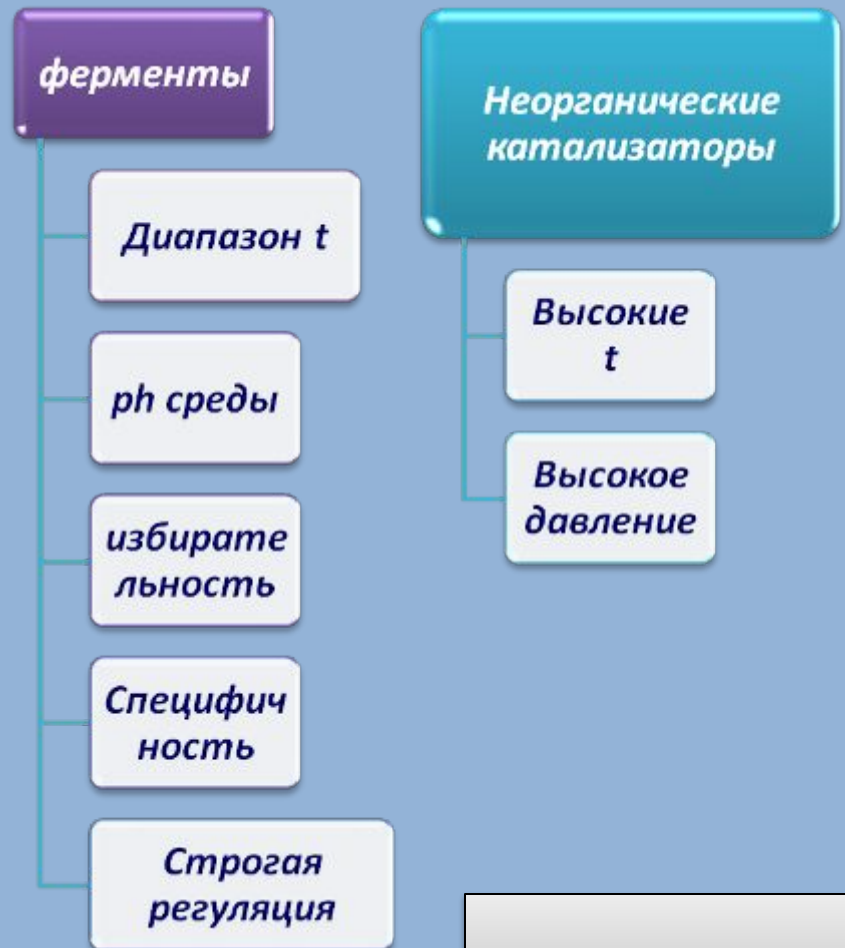 ферменты
Диапазон t
ph среды
избирате
льность
Специфич
ность
Строгая
регуляция
Неорганические
катализаторы
Высокие
t
Высокое
давление